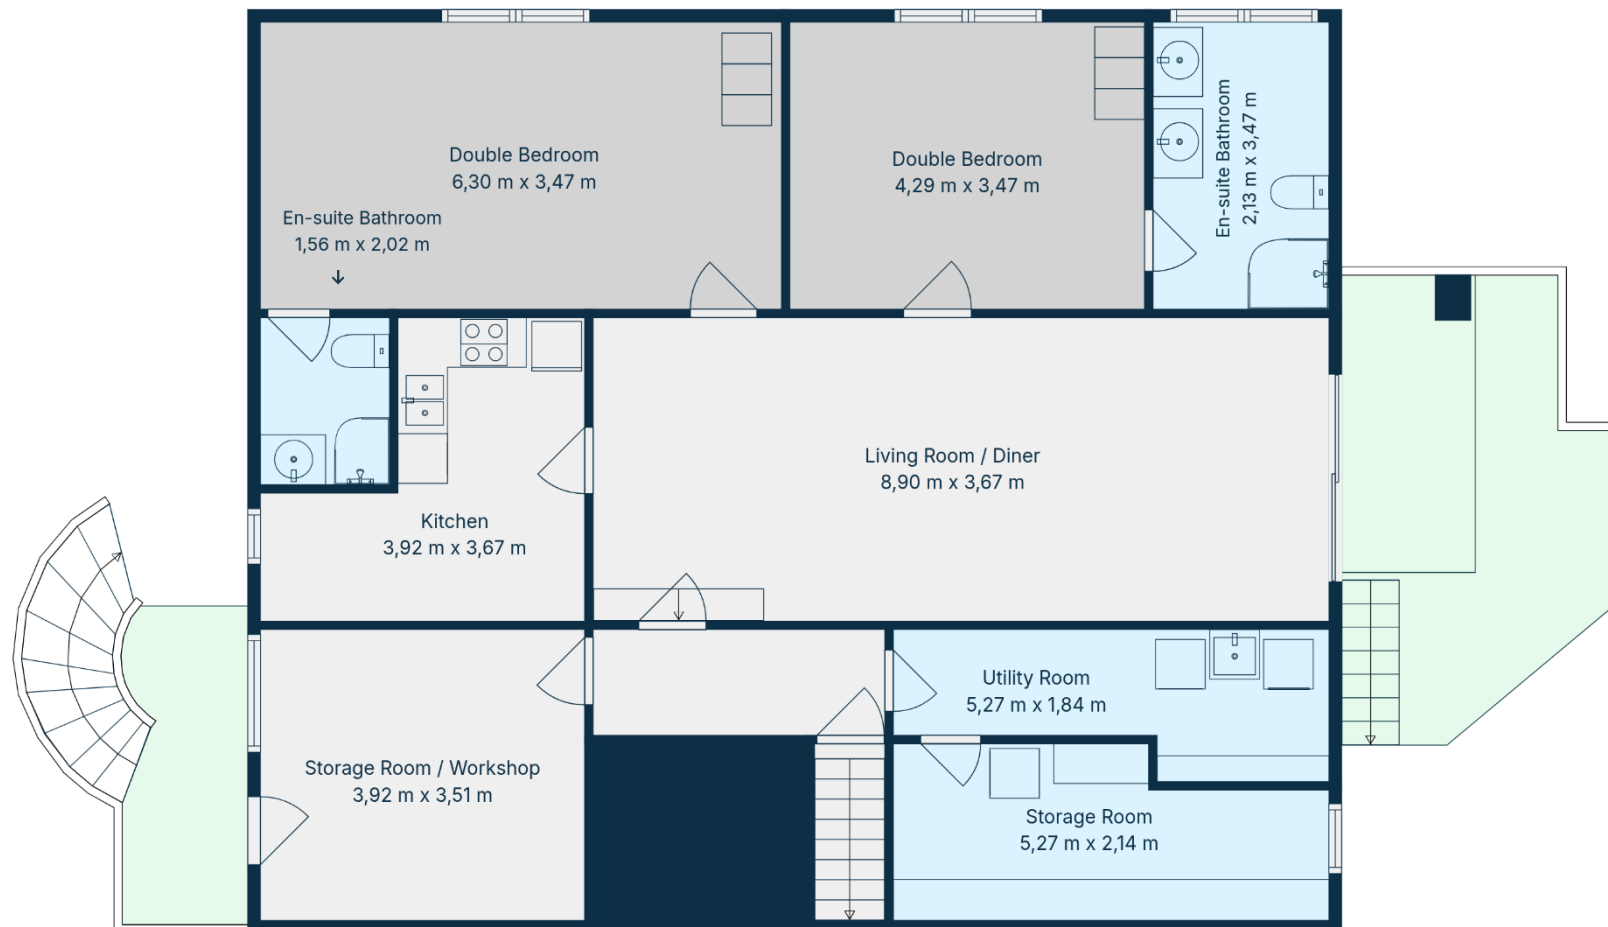 Double Bedroom
6,30 m x 3,47 m
Double Bedroom
4,29 m x 3,47 m
En-suite Bathroom
2,13 m x 3,47 m
En-suite Bathroom
1,56 m x 2,02 m
Living Room / Diner
8,90 m x 3,67 m
Kitchen
3,92 m x 3,67 m
Utility Room
5,27 m x 1,84 m
Storage Room / Workshop
3,92 m x 3,51 m
Storage Room
5,27 m x 2,14 m